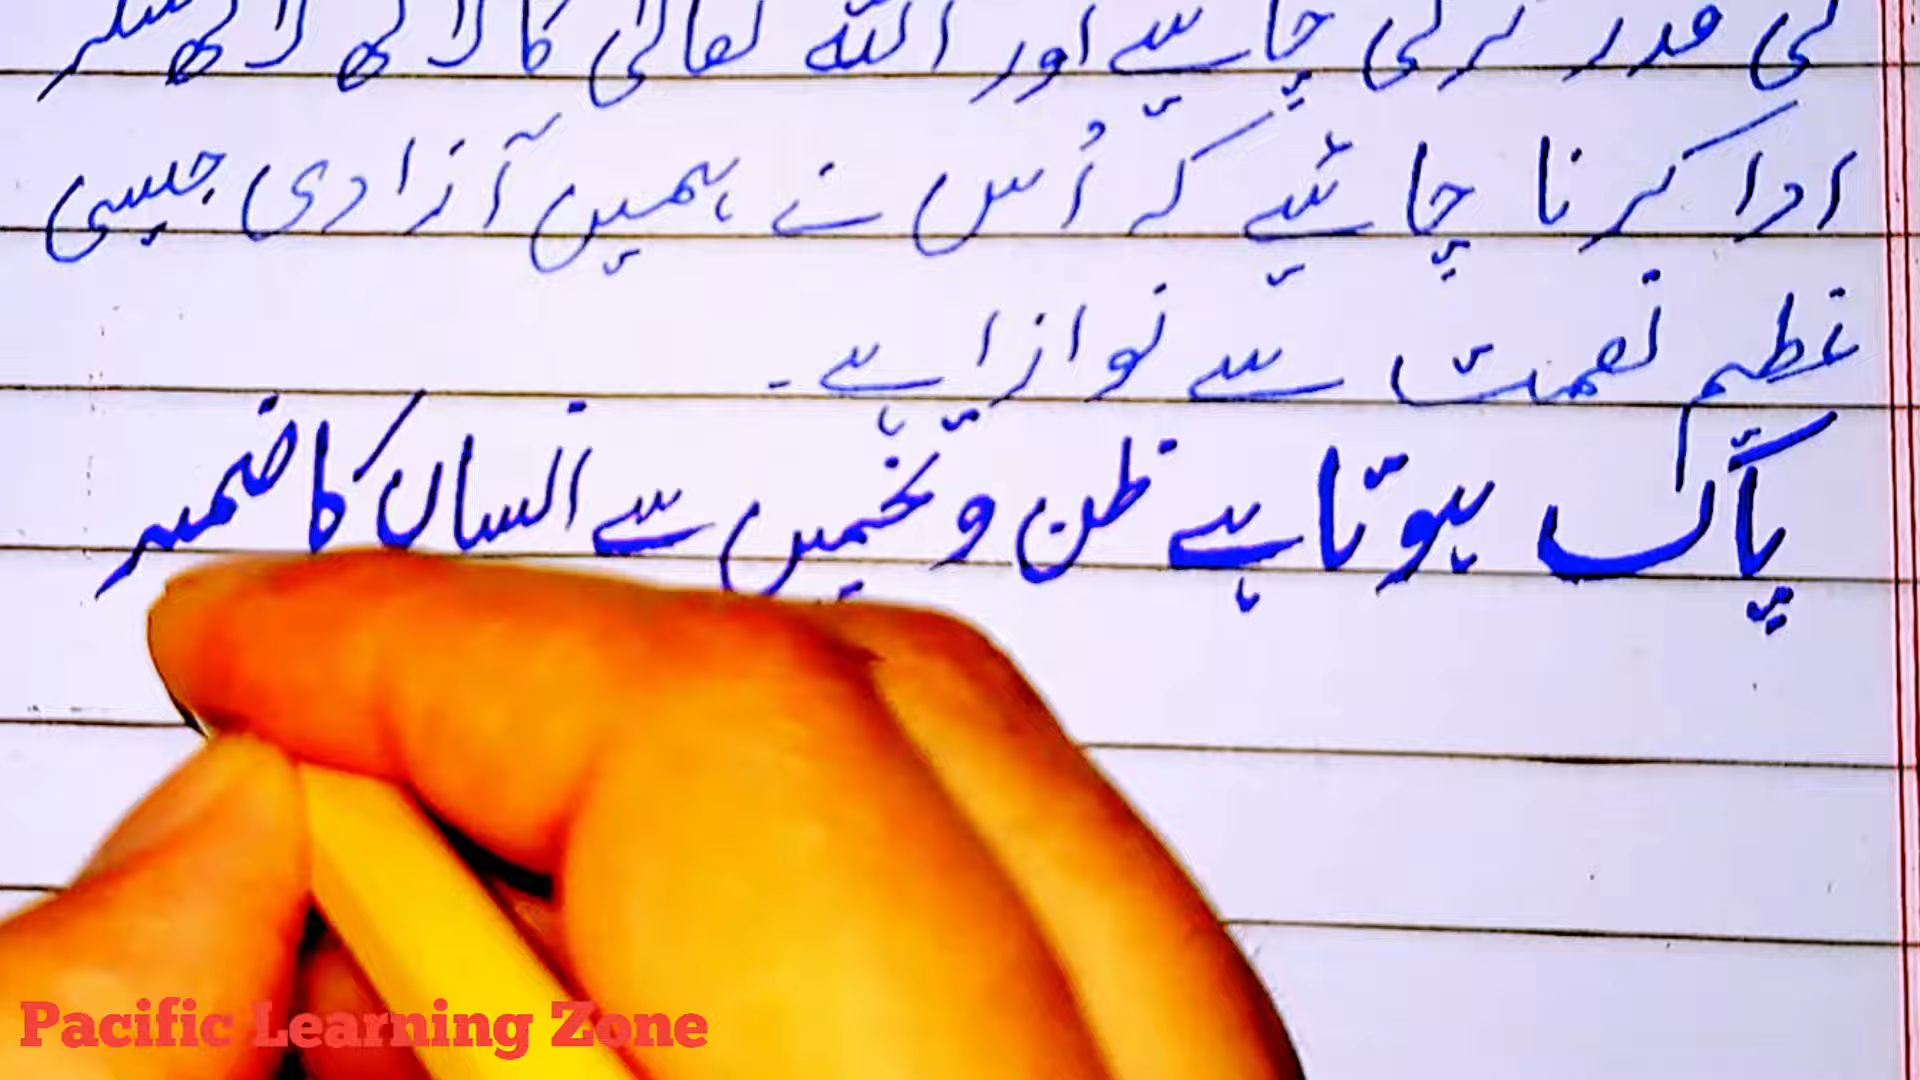 کی قدر کرنی چاہیے اور اللہ تعالیٰ کا لاکھ لاکھ شکر
ادا کرنا چاہئیے کہ اُس نے ہمیں آزادی جیسی
عظیم نعمت سے نوازا ہے۔
پاک ہوتا ہے ظن و تخمیں سے انساں کا ضمیر
Pacific Learning Zone